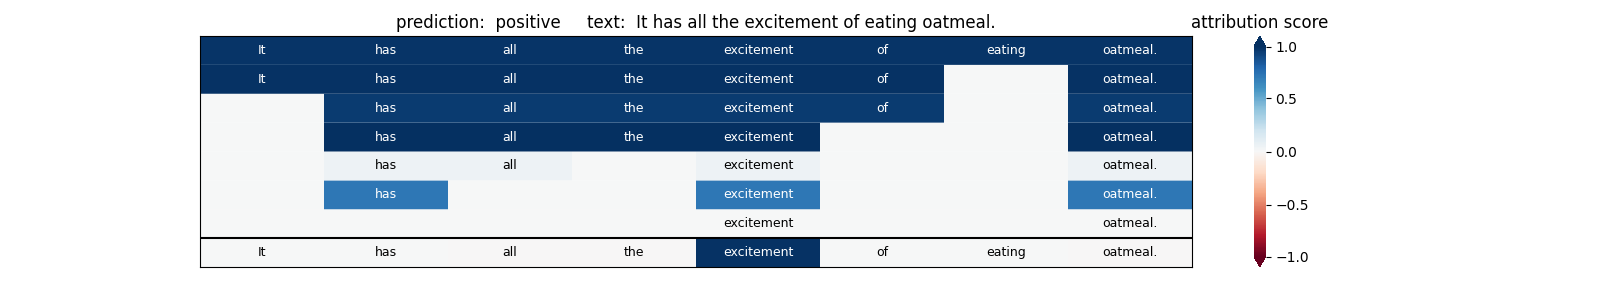 prediction:  positive     text:  It has all the excitement of eating oatmeal.
attribution score
It has all the excitement of eating oatmeal.
It has all the excitement of oatmeal.
has all the excitement of oatmeal.
has all the excitement oatmeal.
has all excitement oatmeal.
has excitement oatmeal.
excitement oatmeal.
It has all the excitement of eating oatmeal.
1.0
0.5
0.0
−0.5
−1.0